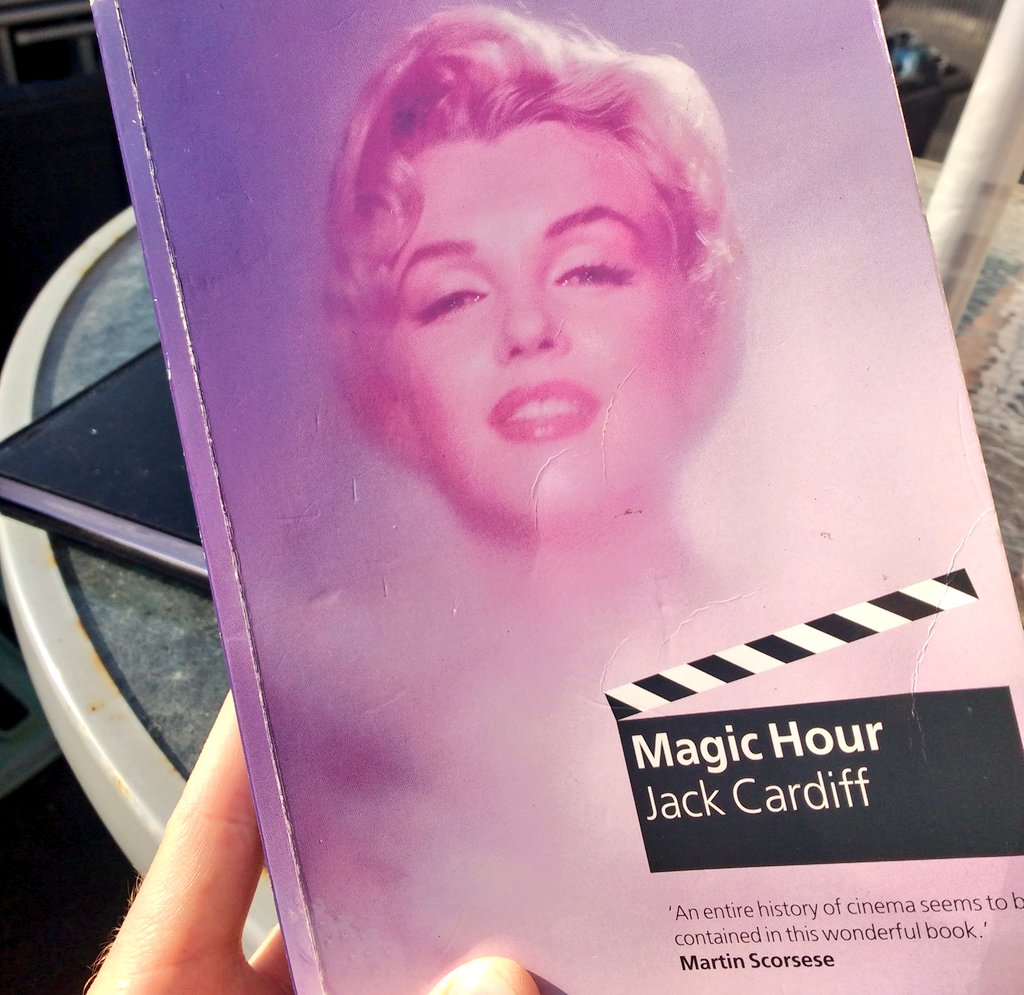 Magic Hour
Jack Cardiff
'An entire history of cinema seems to b
contained in this wonderful book.'
Martin Scorsese